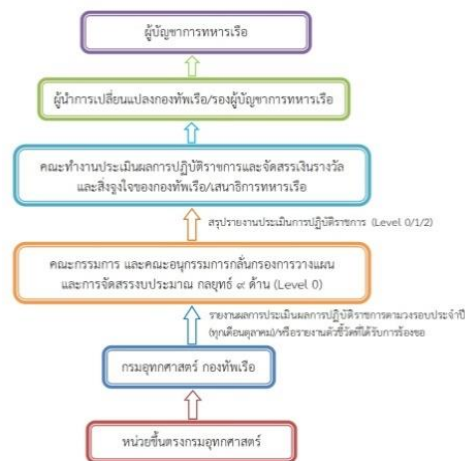 ผู้บัญชาการทหารเรือ
ผู้นำการเปลี่ยนแปลงกองทัพเรือ/รองผู้บัญชาการทหารเรือ
คณะทำงานประเมินผลการปฏิบัติราชการและจัดสรรเงินรางวัล
และสิ่งจูงใจของกองทัพเรือ/เสนาธิการทหารเรือ
สรุปรายงานประเมินการปฏิบัติราชการ (Level 0/1/2)
คณะกรรมการ และคณะอนุกรรมการกลั่นกรองการวางแผน
และการจัดสรรงบประมาณ กลยุทธ์ ๙ ด้าน (Level 0)
รายงานผลการประเมินผลการปฏิบัติราชการตามวงรอบประจำปี
(ทุกเดือนตุลาคม)/หรือรายงานตัวชี้วัดที่ได้รับการร้องขอ
กรมอุทกศาสตร์ กองทัพเรือ
หน่วยขึ้นตรงกรมอุทกศาสตร์